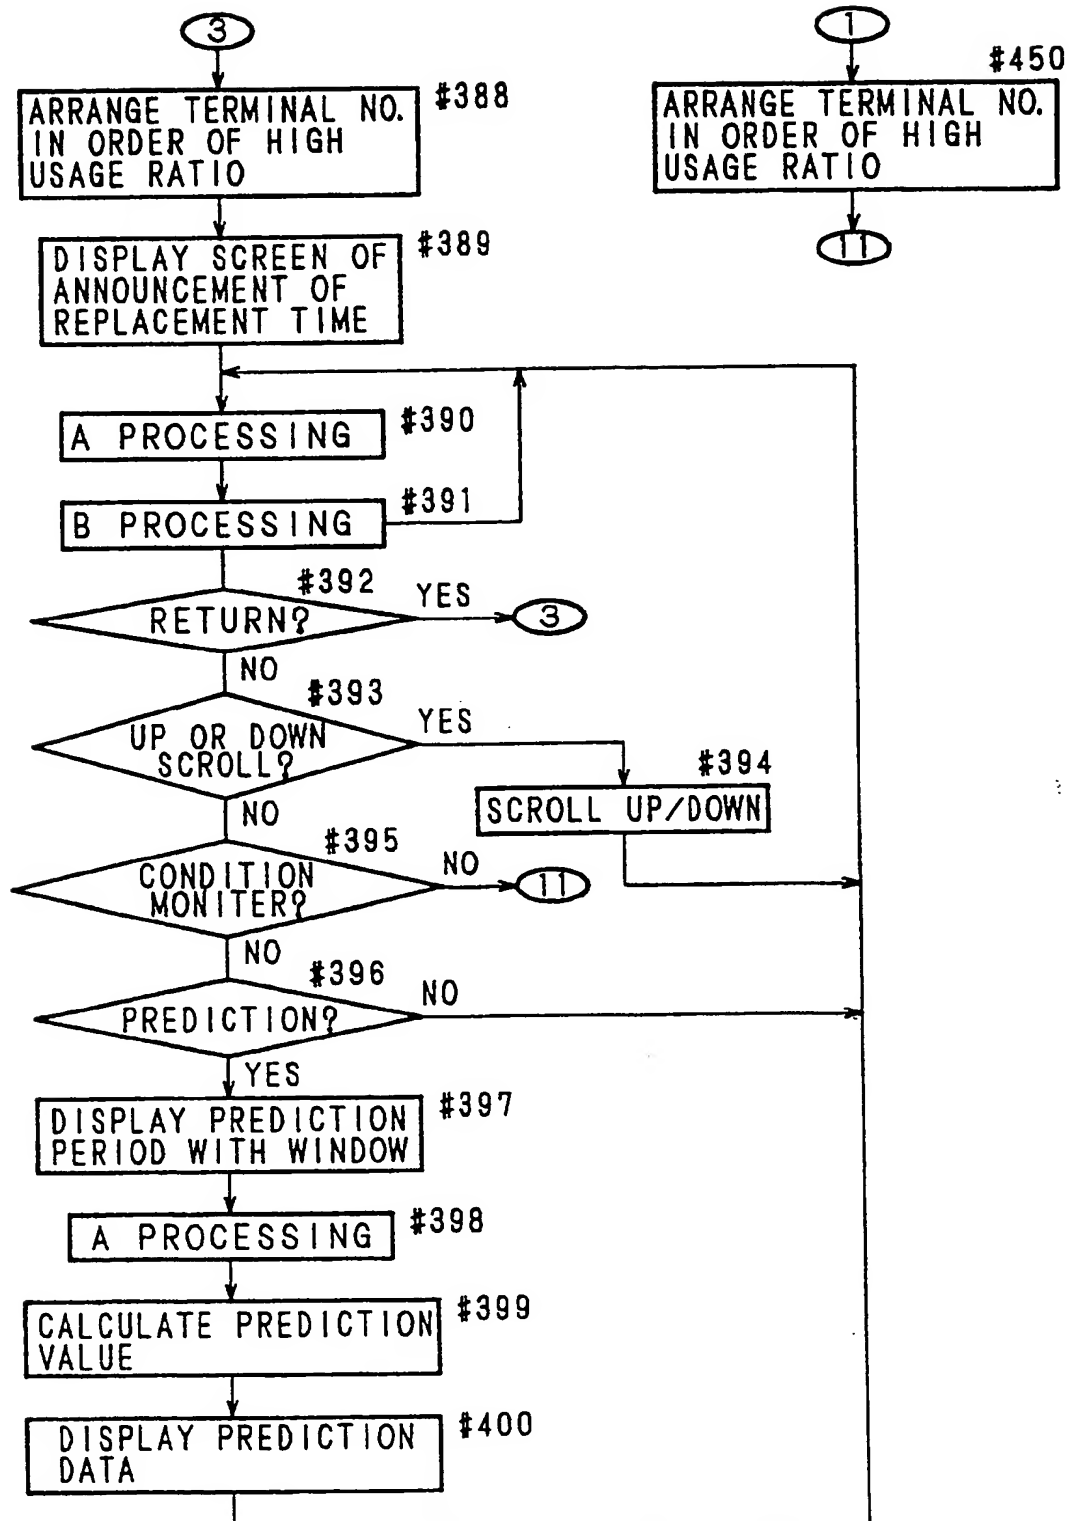 3
#388
ARRANGE TERMINAL NO.
IN ORDER OF HIGH
USAGE RATIO
#389
DISPLAY SCREEN OF
ANNOUNCEMENT OF
REPLACEMENT TIME
#390
A PROCESSING
#391
B PROCESSING
#392
RETURN?
YES
3
NO
#393
UP OR DOWN
SCROLL?
YES
#394
SCROLL UP/DOWN
NO
#395
CONDITION
MONITER?
NO
11
NO
#396
PREDICTION?
NO
YES
#397
DISPLAY PREDICTION
PERIOD WITH WINDOW
#398
A PROCESSING
#399
CALCULATE PREDICTION
VALUE
#400
DISPLAY PREDICTION
DATA
1
#450
ARRANGE TERMINAL NO.
IN ORDER OF HIGH
USAGE RATIO
11